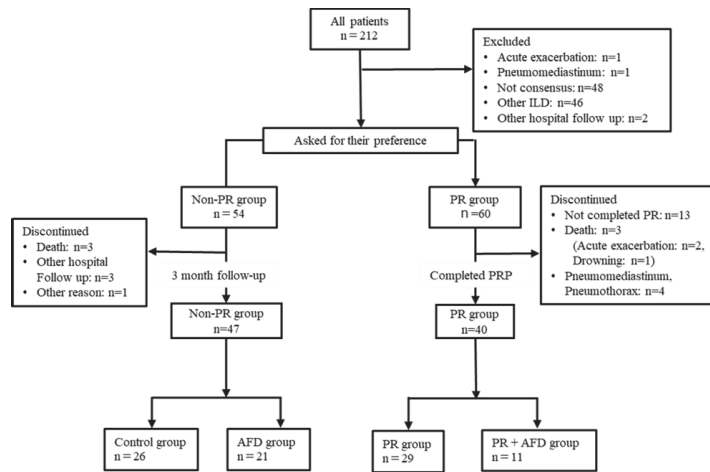 All patients
n = 212
Excluded
• Acute exacerbation: n=1
• Pneumomediastinum: n=1
• Not consensus: n=48
• Other ILD: n=46
• Other hospital follow up: n=2
Asked for their preference
Non-PR group
n = 54
PR group
n =60
Discontinued
• Death: n=3
• Other hospital
Follow up: n=3
• Other reason: n=1
Discontinued
• Not completed PR: n=13
• Death: n=3
(Acute exacerbation: n=2,
Drowning: n=1)
• Pneumomediastinum,
Pneumothorax: n=4
3 month follow-up
Completed PRP
Non-PR group
n=47
PR group
n=40
Control group
n = 26
AFD group
n = 21
PR group
n = 29
PR + AFD group
n = 11